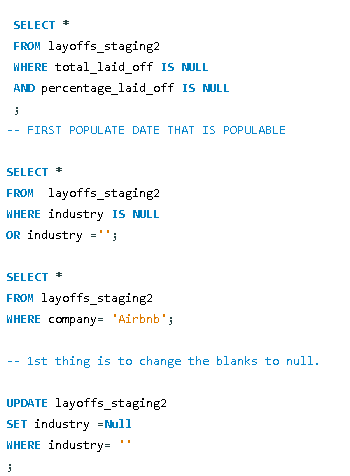 SELECT *
FROM layoffs_staging2
WHERE total_laid_off IS NULL
AND percentage_laid_off IS NULL
;
-- FIRST POPULATE DATE THAT IS POPULABLE
SELECT *
FROM  layoffs_staging2
WHERE industry IS NULL
OR industry ='';
SELECT *
FROM layoffs_staging2
WHERE company= 'Airbnb';
-- 1st thing is to change the blanks to null.
UPDATE layoffs_staging2
SET industry =Null
WHERE industry= ''
;